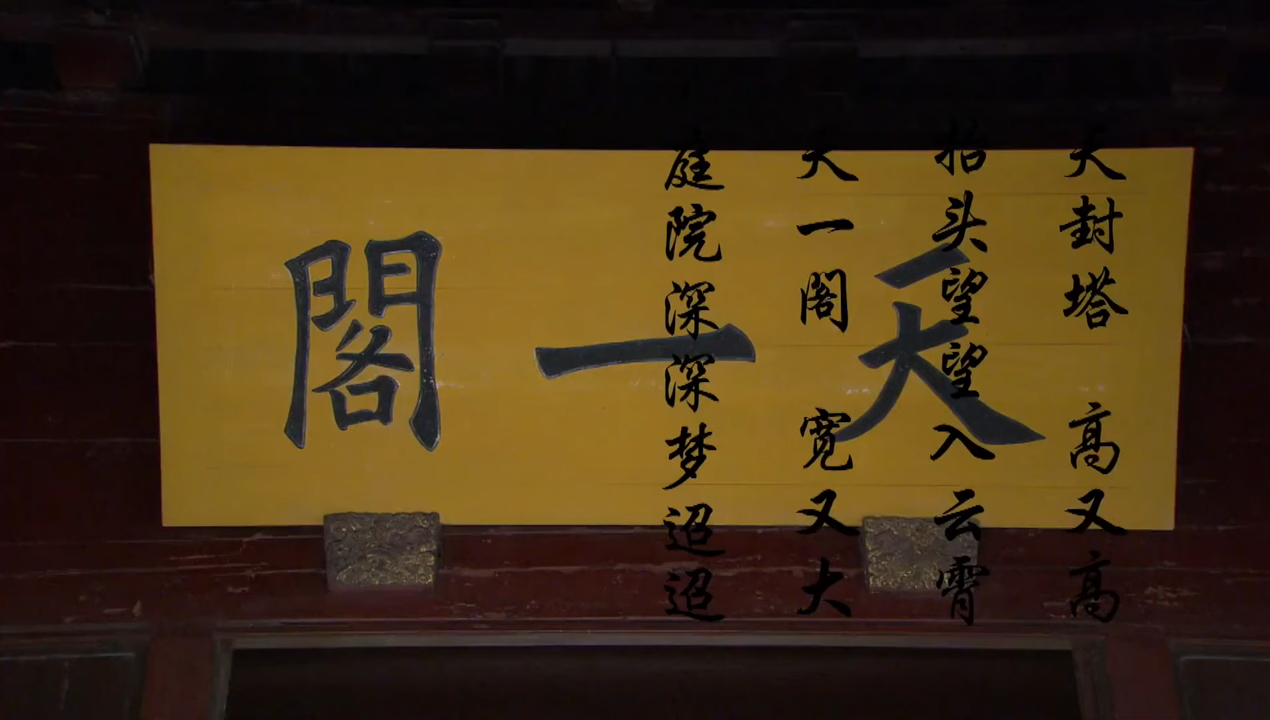 天一閣
天封塔 高又高
抬头望望入云霄
天一阁 宽又大
庭院深深梦迢迢